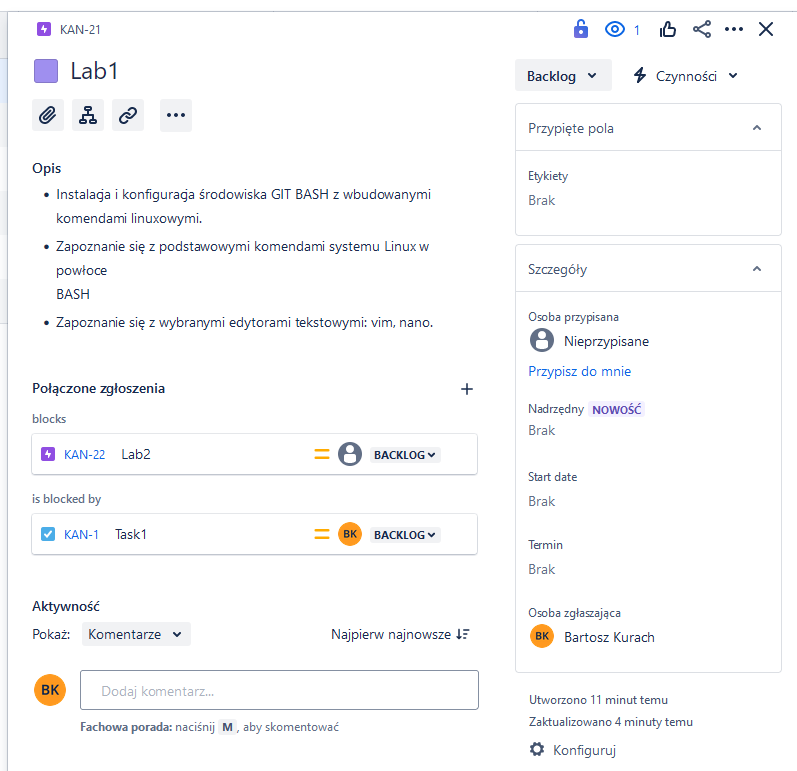 KAN-21
1
Lab1
Opis
• Instalacja i konfiguracja środowiska GIT BASH z wbudowanymi
komendami linuxowymi.
• Zapoznanie się z podstawowymi komendami systemu Linux w
powłoce
BASH
• Zapoznanie się z wybranymi edytorami tekstowymi: vim, nano.
Połączone zgłoszenia
blocks
KAN-22 Lab2 BACKLOG
is blocked by
KAN-1 Task1 BK BACKLOG
Aktywność
Pokaż: Komentarze Najpierw najnowsze
BK Dodaj komentarz...
Fachowa porada: naciśnij M , aby skomentować
Backlog Czynności
Przypięte pola
Etykiety
Brak
Szczegóły
Osoba przypisana
Nieprzypisane
Przypisz do mnie
Nadrzędny NOWOŚĆ
Brak
Start date
Brak
Termin
Brak
Osoba zgłaszająca
BK Bartosz Kurach
Utworzono 11 minut temu
Zaktualizowano 4 minuty temu
Konfiguruj